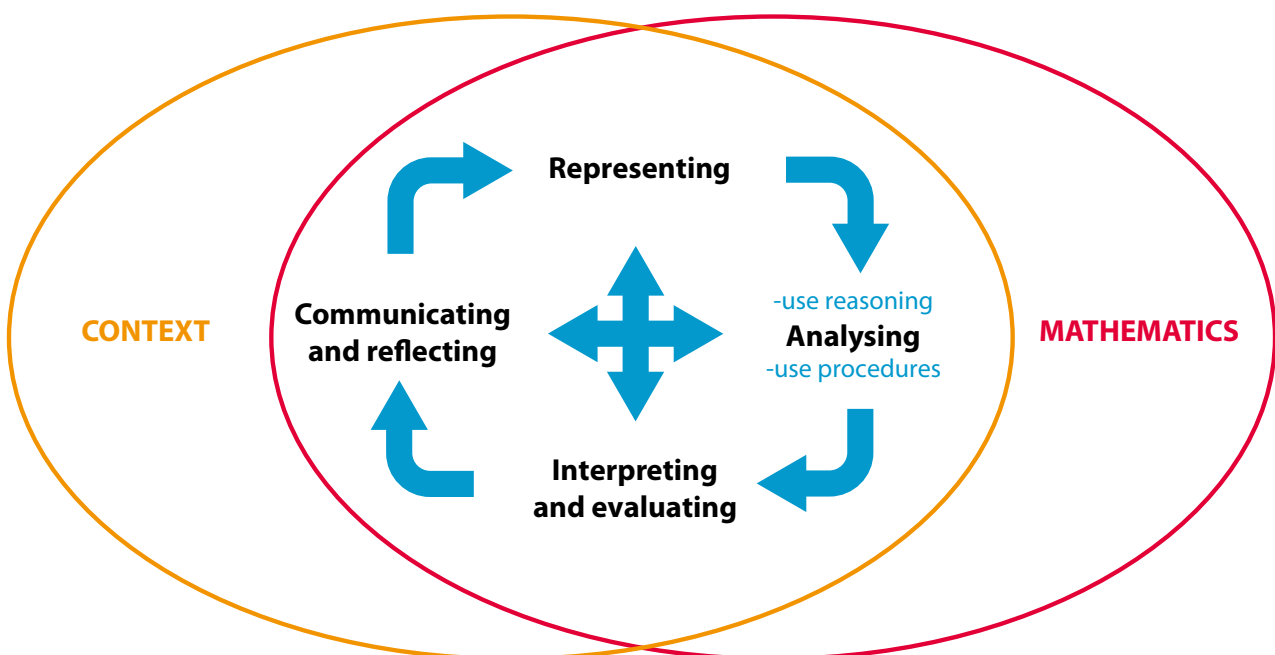 Representing
CONTEXT
Communicating
and reflecting
-use reasoning
Analysing
-use procedures
MATHEMATICS
Interpreting
and evaluating